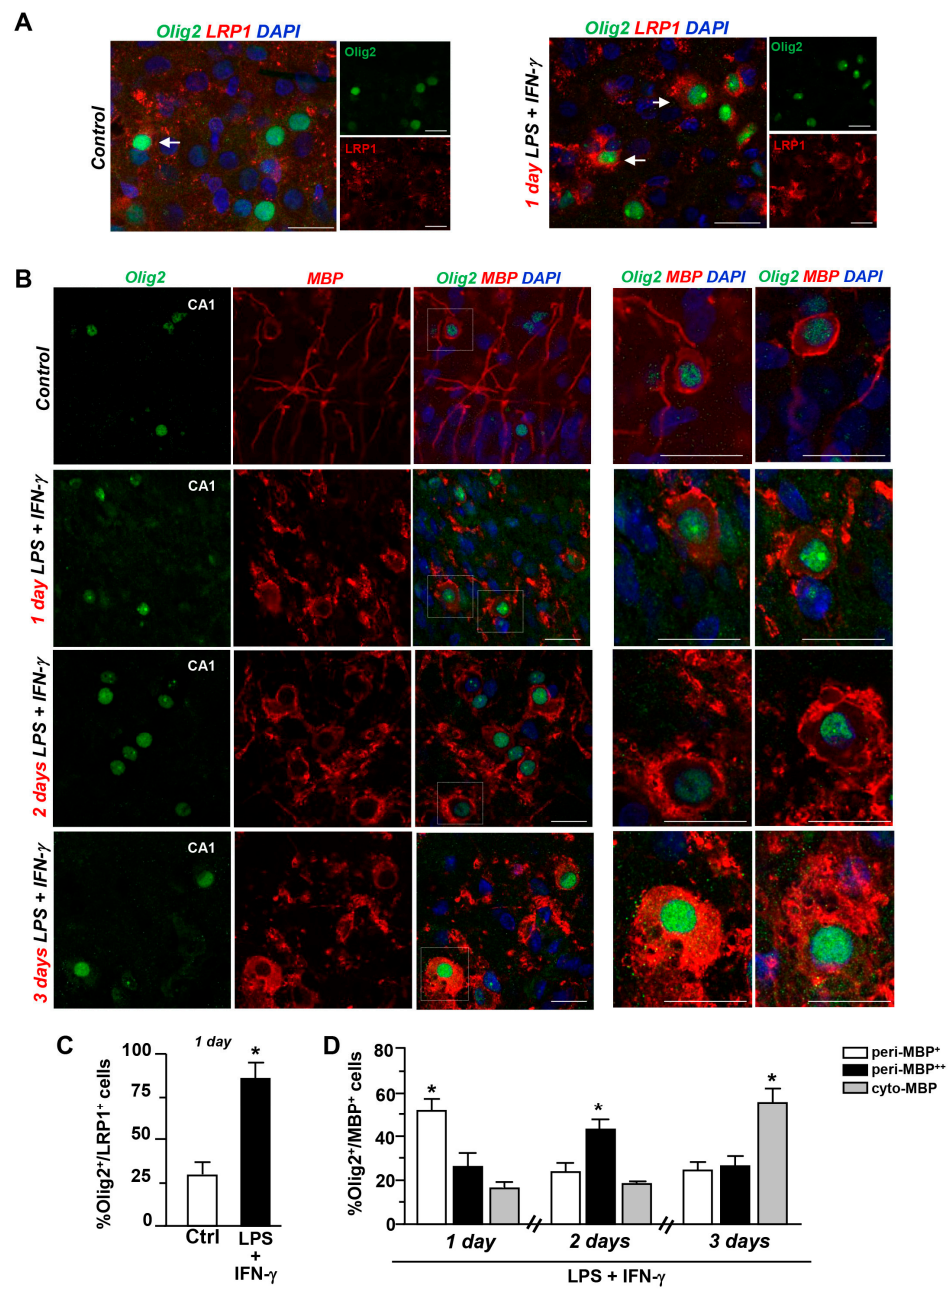 A
Olig2 LRP1 DAPI
Control
Olig2
LRP1
Olig2 LRP1 DAPI
1 day LPS + IFN-γ
Olig2
LRP1
B
Olig2
MBP
Olig2 MBP DAPI
Olig2 MBP DAPI
Olig2 MBP DAPI
Control
CA1
1 day LPS + IFN-γ
CA1
2 days LPS + IFN-γ
CA1
3 days LPS + IFN-γ
CA1
C
%Olig2⁺/LRP1⁺ cells
1 day
100
75
50
25
0
*
Ctrl
LPS
+
IFN-γ
D
%Olig2⁺/MBP⁺ cells
80
60
40
20
0
*
*
*
1 day
2 days
3 days
LPS + IFN-γ
peri-MBP⁺
peri-MBP⁺⁺
cyto-MBP